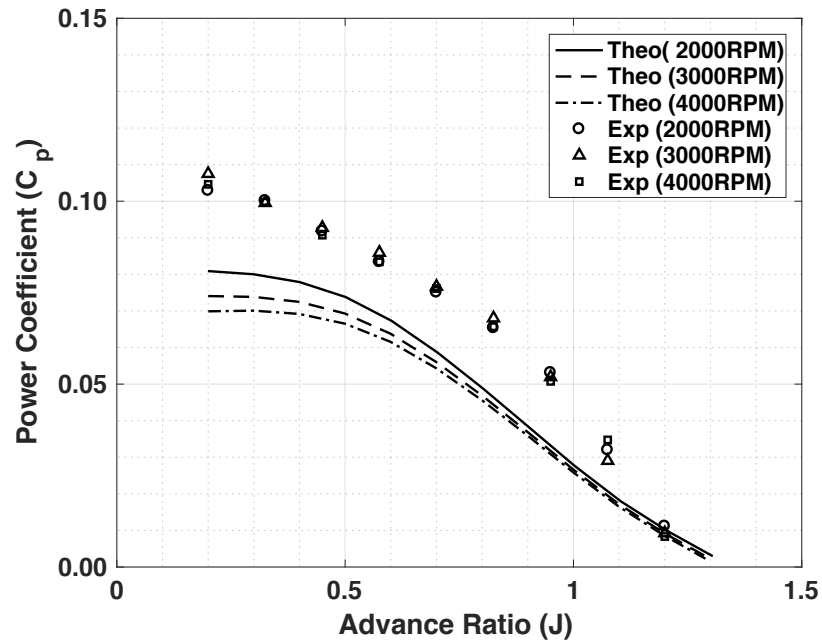 0.15
0.10
0.05
0.00
Power Coefficient (C_p)
Theo( 2000RPM)
Theo (3000RPM)
Theo (4000RPM)
Exp (2000RPM)
Exp (3000RPM)
Exp (4000RPM)
0 0.5 1 1.5
Advance Ratio (J)